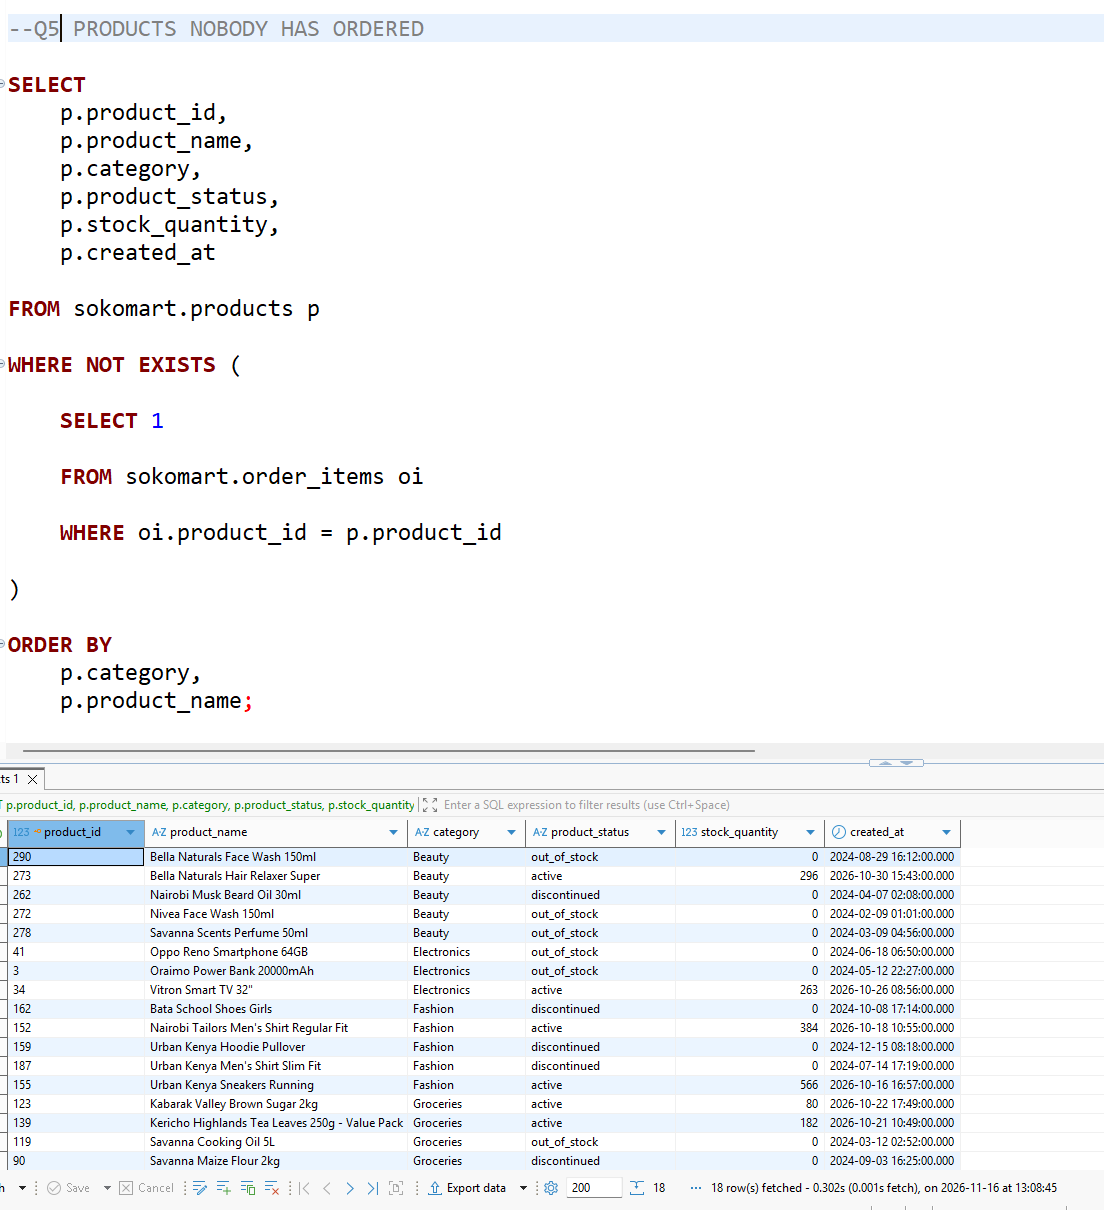 --Q5 PRODUCTS NOBODY HAS ORDERED
SELECT
p.product_id,
p.product_name,
p.category,
p.product_status,
p.stock_quantity,
p.created_at
FROM sokomart.products p
WHERE NOT EXISTS (
SELECT 1
FROM sokomart.order_items oi
WHERE oi.product_id = p.product_id
)
ORDER BY
p.category,
p.product_name;
ts 1
p.product_id, p.product_name, p.category, p.product_status, p.stock_quantity Enter a SQL expression to filter results (use Ctrl+Space)
123 product_id A-Z product_name A-Z category A-Z product_status 123 stock_quantity created_at
290 Bella Naturals Face Wash 150ml Beauty out_of_stock 0 2024-08-29 16:12:00.000
273 Bella Naturals Hair Relaxer Super Beauty active 296 2026-10-30 15:43:00.000
262 Nairobi Musk Beard Oil 30ml Beauty discontinued 0 2024-04-07 02:08:00.000
272 Nivea Face Wash 150ml Beauty out_of_stock 0 2024-02-09 01:01:00.000
278 Savanna Scents Perfume 50ml Beauty out_of_stock 0 2024-03-09 04:56:00.000
41 Oppo Reno Smartphone 64GB Electronics out_of_stock 0 2024-06-18 06:50:00.000
3 Oraimo Power Bank 20000mAh Electronics out_of_stock 0 2024-05-12 22:27:00.000
34 Vitron Smart TV 32" Electronics active 263 2026-10-26 08:56:00.000
162 Bata School Shoes Girls Fashion discontinued 0 2024-10-08 17:14:00.000
152 Nairobi Tailors Men's Shirt Regular Fit Fashion active 384 2026-10-18 10:55:00.000
159 Urban Kenya Hoodie Pullover Fashion discontinued 0 2024-12-15 08:18:00.000
187 Urban Kenya Men's Shirt Slim Fit Fashion discontinued 0 2024-07-14 17:19:00.000
155 Urban Kenya Sneakers Running Fashion active 566 2026-10-16 16:57:00.000
123 Kabarak Valley Brown Sugar 2kg Groceries active 80 2026-10-22 17:49:00.000
139 Kericho Highlands Tea Leaves 250g - Value Pack Groceries active 182 2026-10-21 10:49:00.000
119 Savanna Cooking Oil 5L Groceries out_of_stock 0 2024-03-12 02:52:00.000
90 Savanna Maize Flour 2kg Groceries discontinued 0 2024-09-03 16:25:00.000
h Save Cancel Export data 200 18 ··· 18 row(s) fetched - 0.302s (0.001s fetch), on 2026-11-16 at 13:08:45